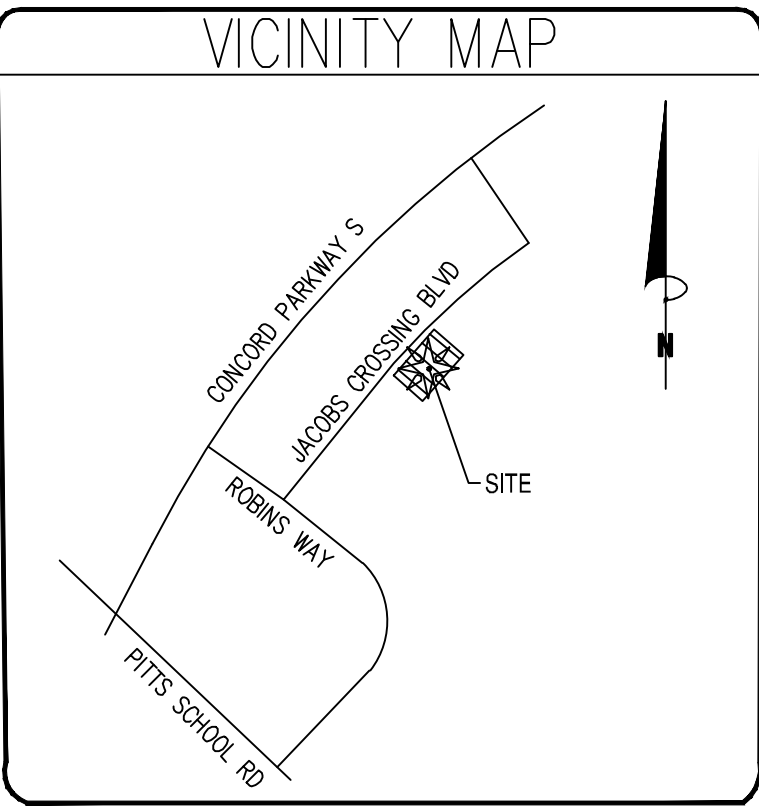 VICINITY MAP
CONCORD PARKWAY S
JACOBS CROSSING BLVD
N
SITE
ROBINS WAY
PITTS SCHOOL RD